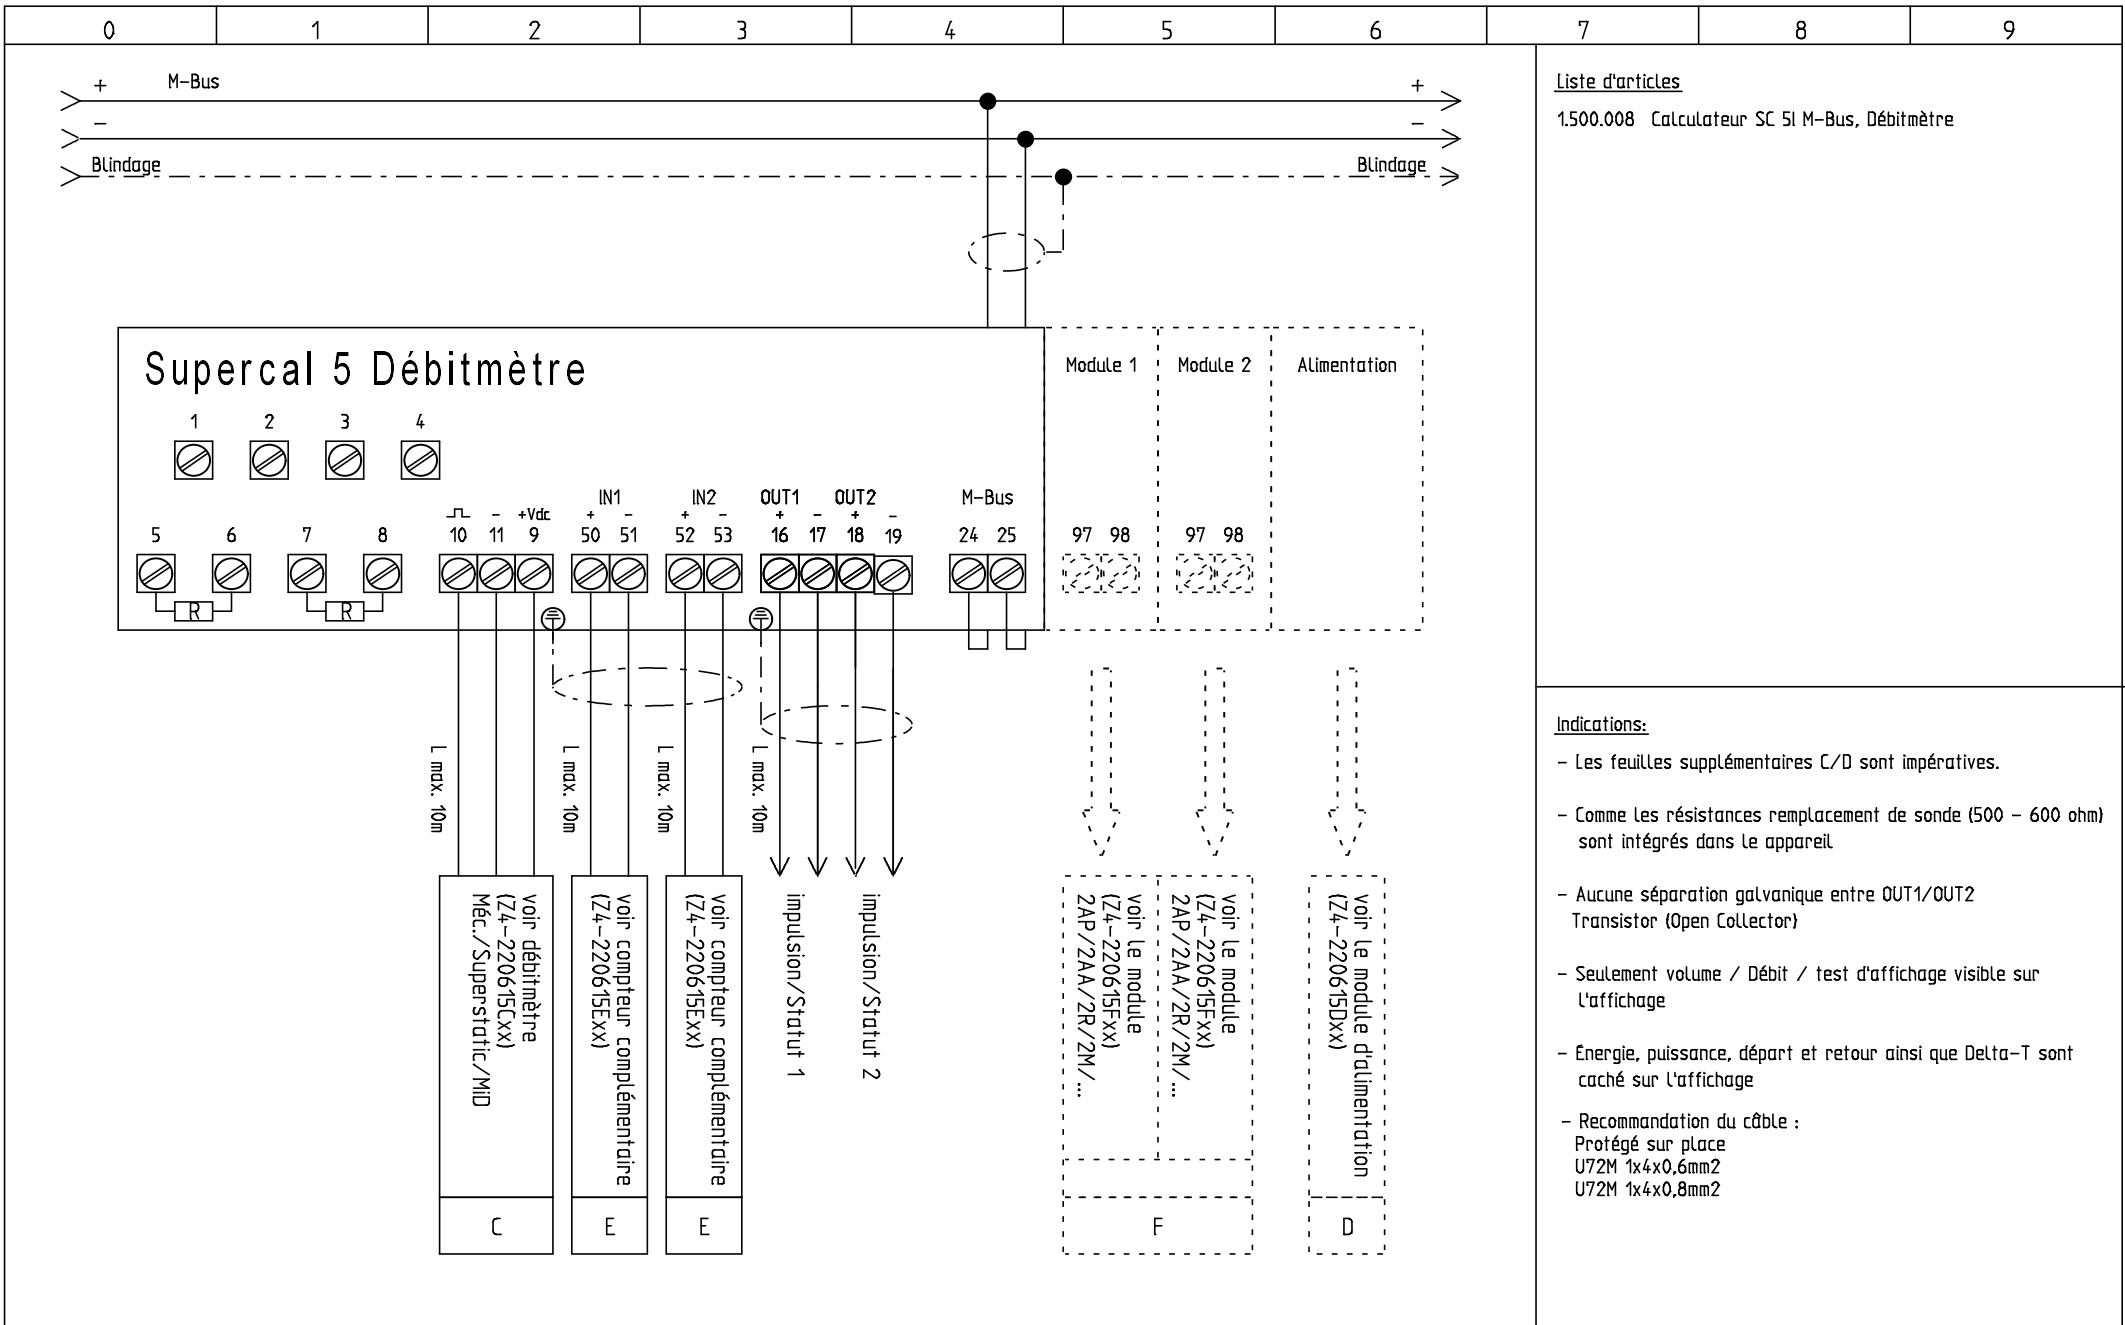 0 1 2 3 4 5 6 7 8 9
+ M-Bus +
- -
Blindage Blindage
Liste d'articles
1.500.008 Calculateur SC 5I M-Bus, Débitmètre
Supercal 5 Débitmètre
Module 1 Module 2 Alimentation
1 2 3 4
IN1 IN2 OUT1 OUT2 M-Bus
- +Vdc + - + - + - + -
5 6 7 8 10 11 9 50 51 52 53 16 17 18 19 24 25 97 98 97 98
R R
L max. 10m
L max. 10m
L max. 10m
L max. 10m
voir débitmètre
(Z4-220615Cxx)
Méc./Superstatic/MiD
C
voir compteur complémentaire
(Z4-220615Exx)
E
voir compteur complémentaire
(Z4-220615Exx)
E
impulsion/Statut 1
impulsion/Statut 2
voir le module
(Z4-220615Fxx)
2AP/2AA/2R/2M/...
voir le module
(Z4-220615Fxx)
2AP/2AA/2R/2M/...
F
voir le module d'alimentation
(Z4-220615Dxx)
D
Indications:
- Les feuilles supplémentaires C/D sont impératives.
- Comme les résistances remplacement de sonde (500 - 600 ohm)
sont intégrés dans le appareil
- Aucune séparation galvanique entre OUT1/OUT2
Transistor (Open Collector)
- Seulement volume / Débit / test d'affichage visible sur
l'affichage
- Énergie, puissance, départ et retour ainsi que Delta-T sont
caché sur l'affichage
- Recommandation du câble :
Protégé sur place
U72M 1x4x0,6mm2
U72M 1x4x0,8mm2